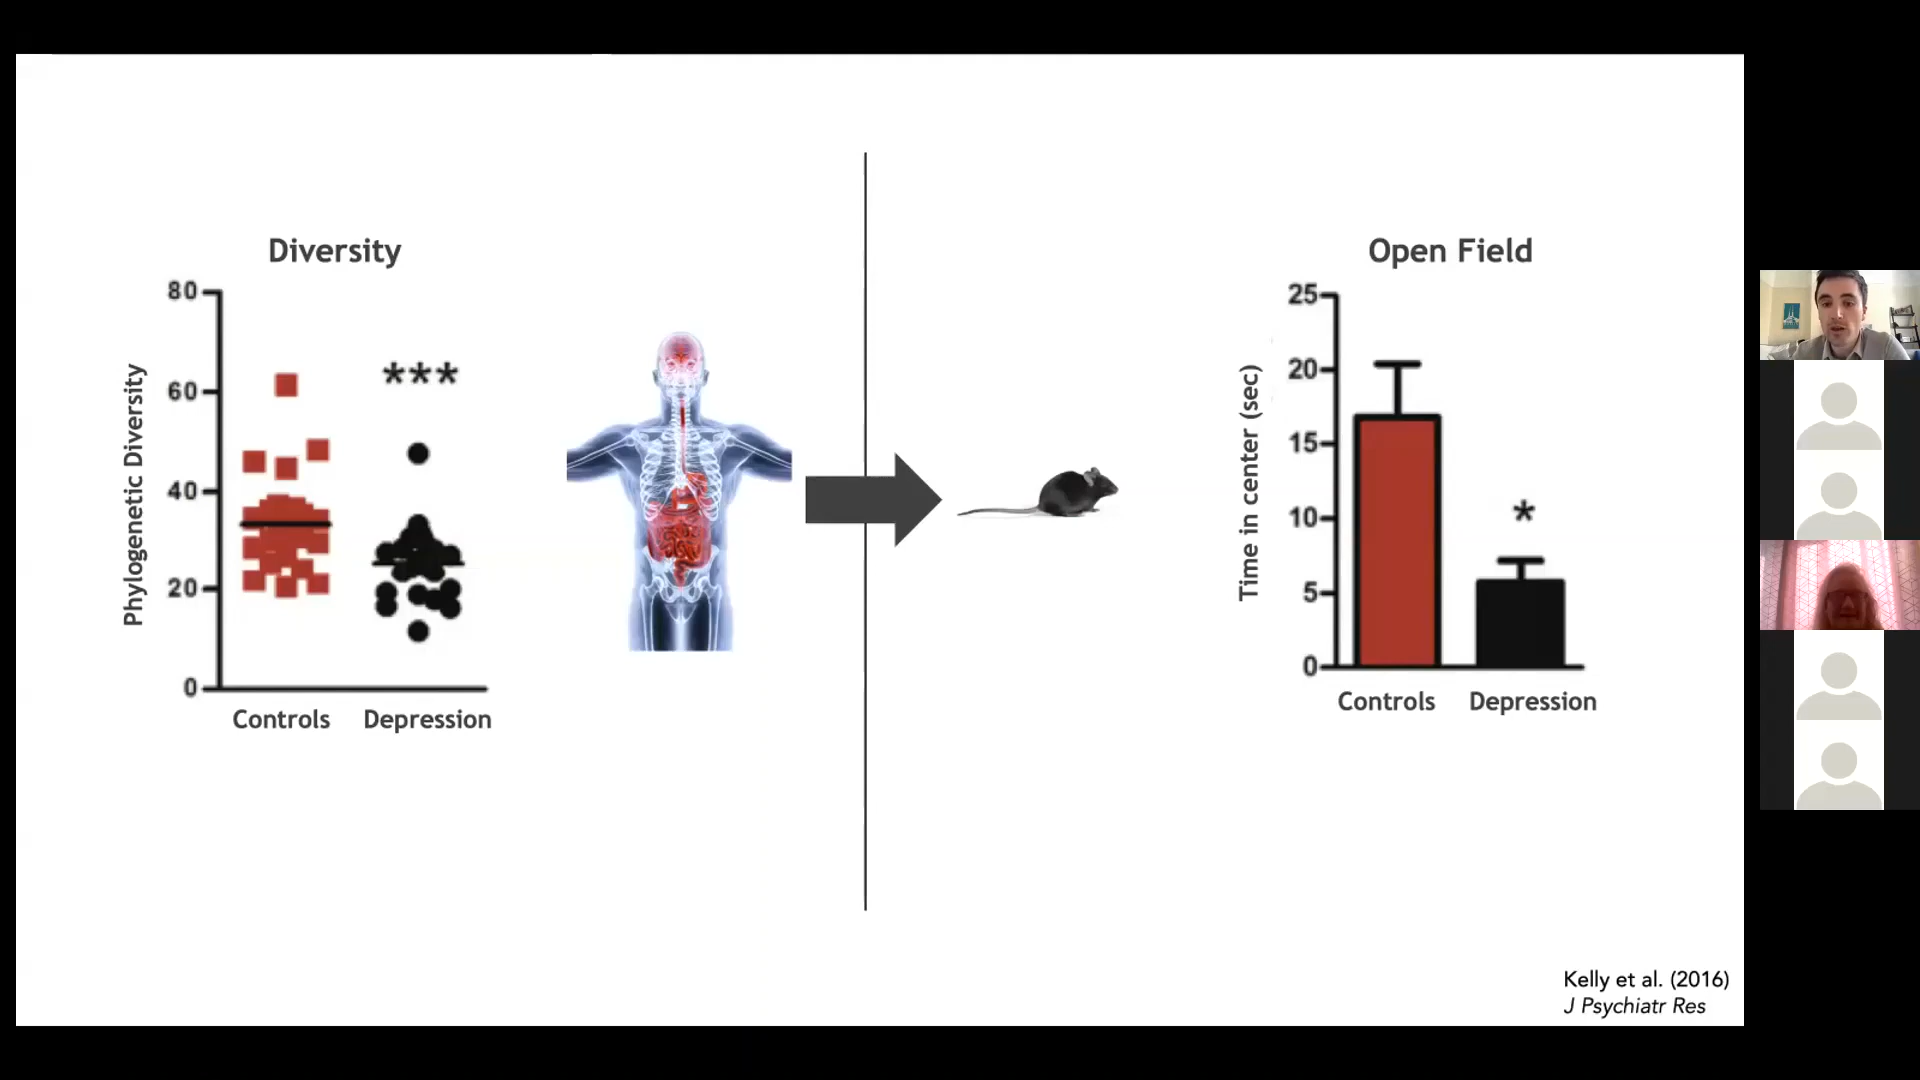 Diversity
80
60
40
20
0
Phylogenetic Diversity
***
Controls
Depression
Open Field
25
20
15
10
5
0
Time in center (sec)
*
Controls
Depression
Kelly et al. (2016)
J Psychiatr Res